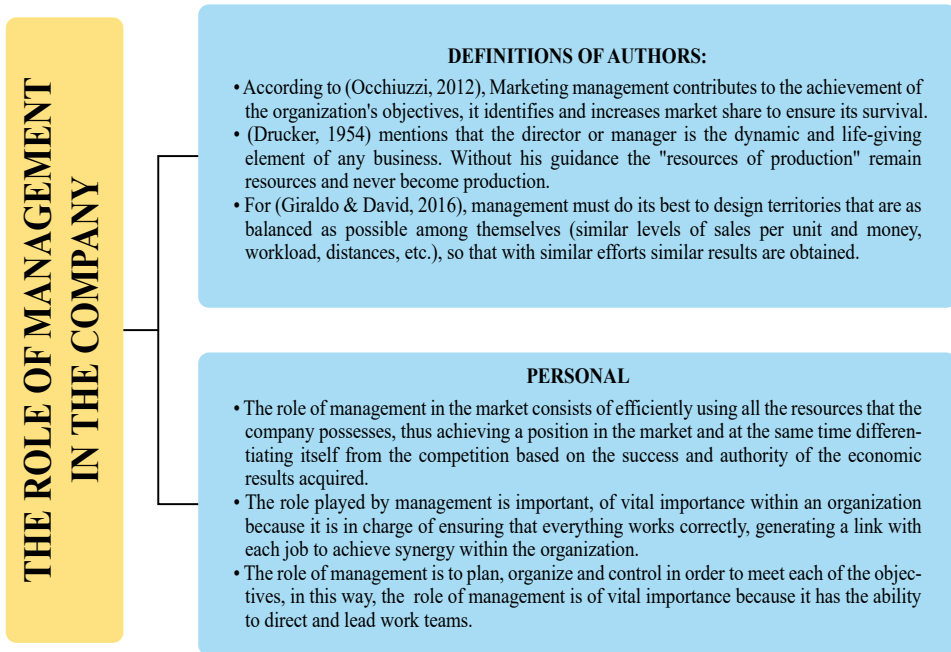 THE ROLE OF MANAGEMENT
IN THE COMPANY
DEFINITIONS OF AUTHORS:
• According to (Occhiuzzi, 2012), Marketing management contributes to the achievement of
the organization's objectives, it identifies and increases market share to ensure its survival.
• (Drucker, 1954) mentions that the director or manager is the dynamic and life-giving
element of any business. Without his guidance the "resources of production" remain
resources and never become production.
• For (Giraldo & David, 2016), management must do its best to design territories that are as
balanced as possible among themselves (similar levels of sales per unit and money,
workload, distances, etc.), so that with similar efforts similar results are obtained.
PERSONAL
• The role of management in the market consists of efficiently using all the resources that the
company possesses, thus achieving a position in the market and at the same time differen-
tiating itself from the competition based on the success and authority of the economic
results acquired.
• The role played by management is important, of vital importance within an organization
because it is in charge of ensuring that everything works correctly, generating a link with
each job to achieve synergy within the organization.
• The role of management is to plan, organize and control in order to meet each of the objec-
tives, in this way, the role of management is of vital importance because it has the ability
to direct and lead work teams.